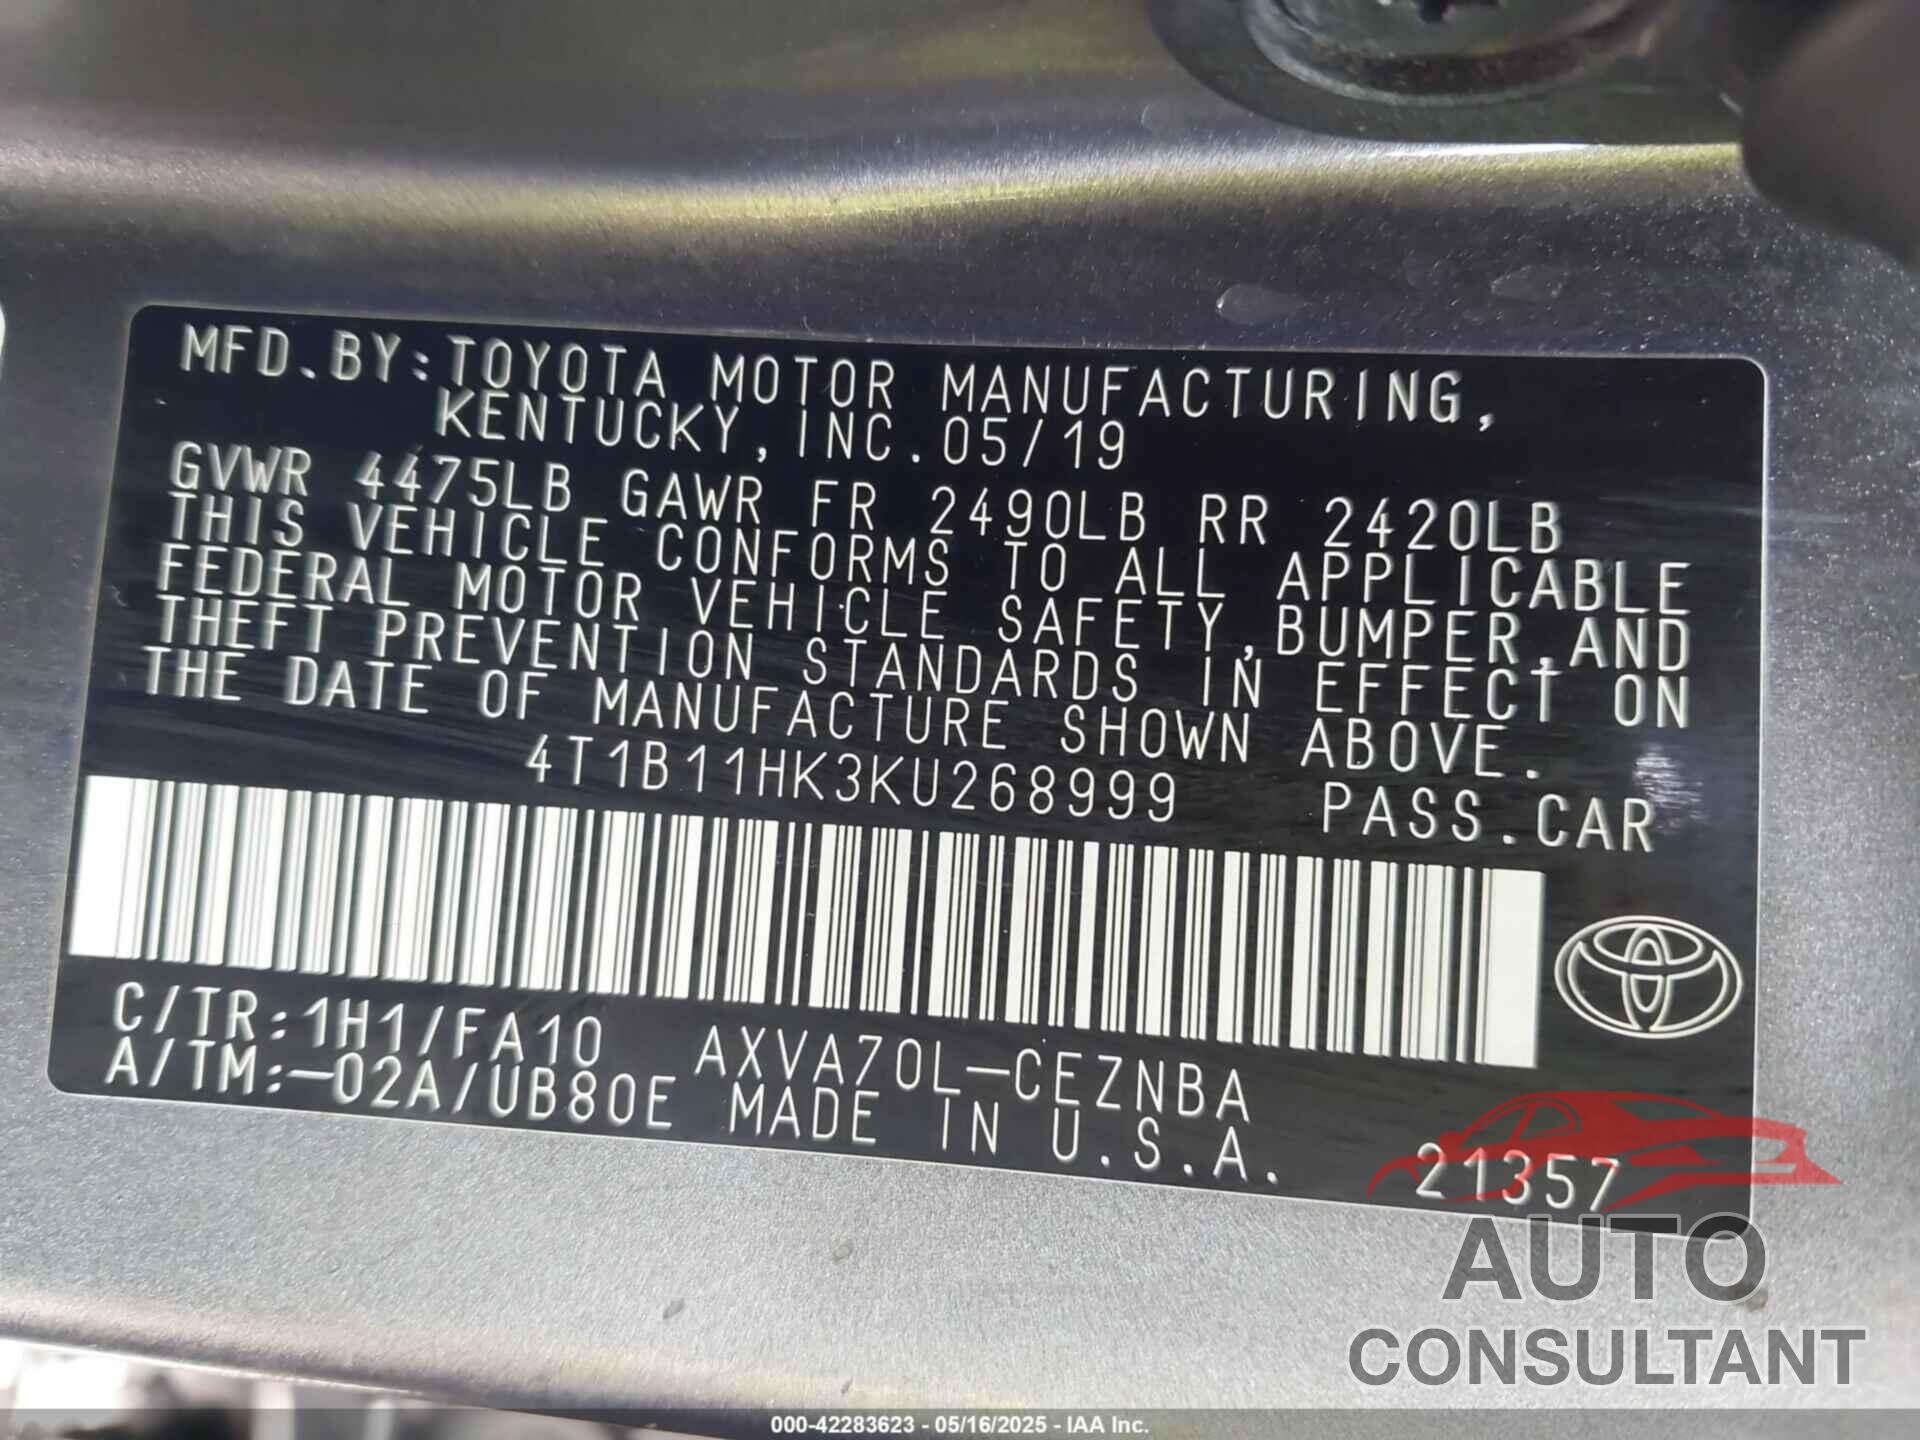 MFD.BY:TOYOTA MOTOR MANUFACTURING,
KENTUCKY,INC.05/19
GVWR 4475LB GAWR FR 2490LB RR 2420LB
THIS VEHICLE CONFORMS TO ALL APPLICABLE
FEDERAL MOTOR VEHICLE SAFETY,BUMPER,AND
THEFT PREVENTION STANDARDS IN EFFECT ON
THE DATE OF MANUFACTURE SHOWN ABOVE.
4T1B11HK3KU268999 PASS.CAR
C/TR:1H1/FA10 AXVA70L-CEZNBA
A/TM:-02A/UB80E MADE IN U.S.A.
21357
AUTO
CONSULTANT
000-42283623 - 05/16/2025 - IAA Inc.